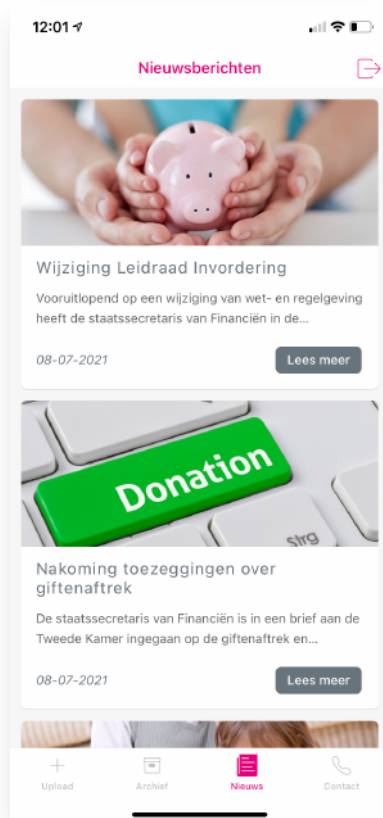 12:01
Nieuwsberichten
Wijziging Leidraad Invordering
Vooruitlopend op een wijziging van wet- en regelgeving
heeft de staatssecretaris van Financiën in de...
08-07-2021
Lees meer
Donation
Strg
Nakoming toezeggingen over
giftenaftrek
De staatssecretaris van Financiën is in een brief aan de
Tweede Kamer ingegaan op de giftenaftrek en...
08-07-2021
Lees meer
Upload
Archief
Nieuws
Contact